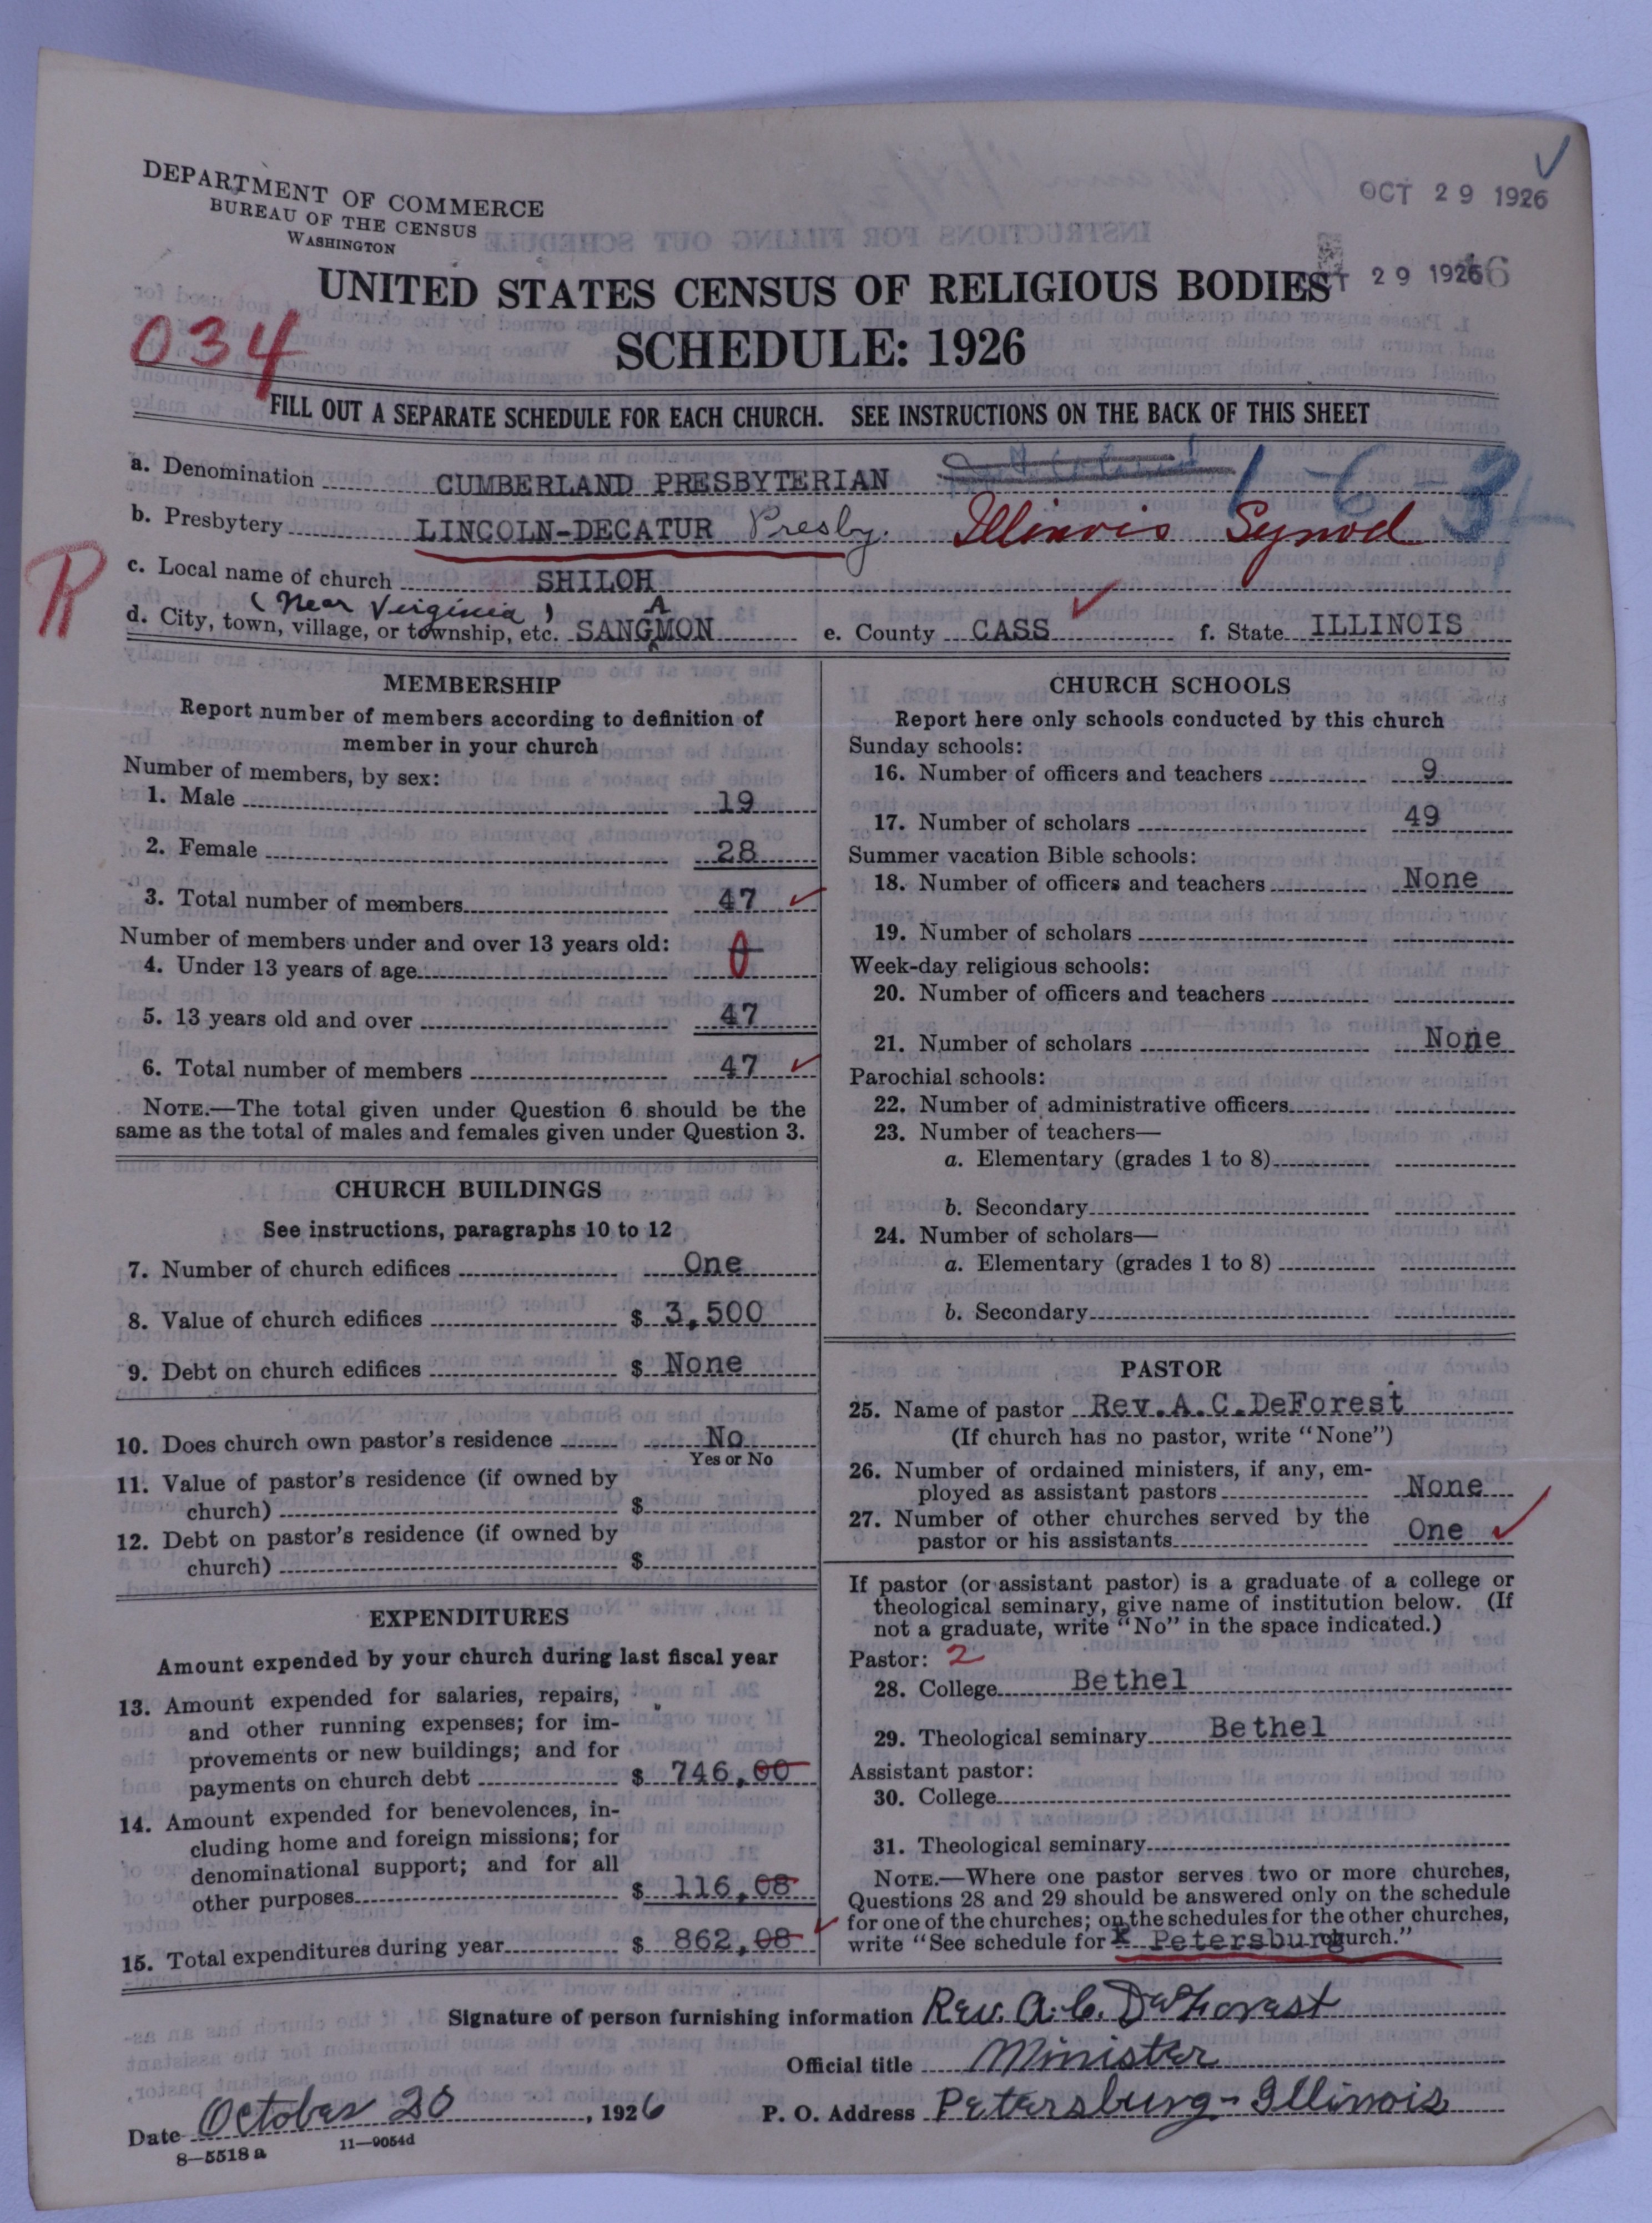 DEPARTMENT OF COMMERCE
BUREAU OF THE CENSUS
WASHINGTON
OCT 29 1926
OCT 29 1926
UNITED STATES CENSUS OF RELIGIOUS BODIES
034
SCHEDULE: 1926
FILL OUT A SEPARATE SCHEDULE FOR EACH CHURCH. SEE INSTRUCTIONS ON THE BACK OF THIS SHEET
a. Denomination CUMBERLAND PRESBYTERIAN 1-6-3
b. Presbytery LINCOLN-DECATUR Presby. Illinois Synod
R
c. Local name of church SHILOH
(Near Virginia) A
d. City, town, village, or township, etc. SANGMON e. County CASS f. State ILLINOIS
MEMBERSHIP
Report number of members according to definition of
member in your church
Number of members, by sex:
1. Male 19
2. Female 28
3. Total number of members 47
Number of members under and over 13 years old:
4. Under 13 years of age 0
5. 13 years old and over 47
6. Total number of members 47
NOTE.—The total given under Question 6 should be the
same as the total of males and females given under Question 3.
CHURCH BUILDINGS
See instructions, paragraphs 10 to 12
7. Number of church edifices One
8. Value of church edifices $ 3,500
9. Debt on church edifices $ None
10. Does church own pastor's residence No
Yes or No
11. Value of pastor's residence (if owned by
church) $
12. Debt on pastor's residence (if owned by
church) $
EXPENDITURES
Amount expended by your church during last fiscal year
13. Amount expended for salaries, repairs,
and other running expenses; for im-
provements or new buildings; and for
payments on church debt $ 746,00
14. Amount expended for benevolences, in-
cluding home and foreign missions; for
denominational support; and for all
other purposes $ 116,08
15. Total expenditures during year $ 862,08
CHURCH SCHOOLS
Report here only schools conducted by this church
Sunday schools:
16. Number of officers and teachers 9
17. Number of scholars 49
Summer vacation Bible schools:
18. Number of officers and teachers None
19. Number of scholars
Week-day religious schools:
20. Number of officers and teachers
21. Number of scholars None
Parochial schools:
22. Number of administrative officers
23. Number of teachers—
a. Elementary (grades 1 to 8)
b. Secondary
24. Number of scholars—
a. Elementary (grades 1 to 8)
b. Secondary
PASTOR
25. Name of pastor Rev.A.C.DeForest
(If church has no pastor, write "None")
26. Number of ordained ministers, if any, em-
ployed as assistant pastors None
27. Number of other churches served by the
pastor or his assistants One
If pastor (or assistant pastor) is a graduate of a college or
theological seminary, give name of institution below. (If
not a graduate, write "No" in the space indicated.)
Pastor: 2
28. College Bethel
29. Theological seminary Bethel
Assistant pastor:
30. College
31. Theological seminary
NOTE.—Where one pastor serves two or more churches,
Questions 28 and 29 should be answered only on the schedule
for one of the churches; on the schedules for the other churches,
write "See schedule for Petersburg church."
Signature of person furnishing information Rev. A. C. DeForest
Official title Minister
Date October 20, 1926 P. O. Address Petersburg - Illinois
8—5518 a 11—9054d